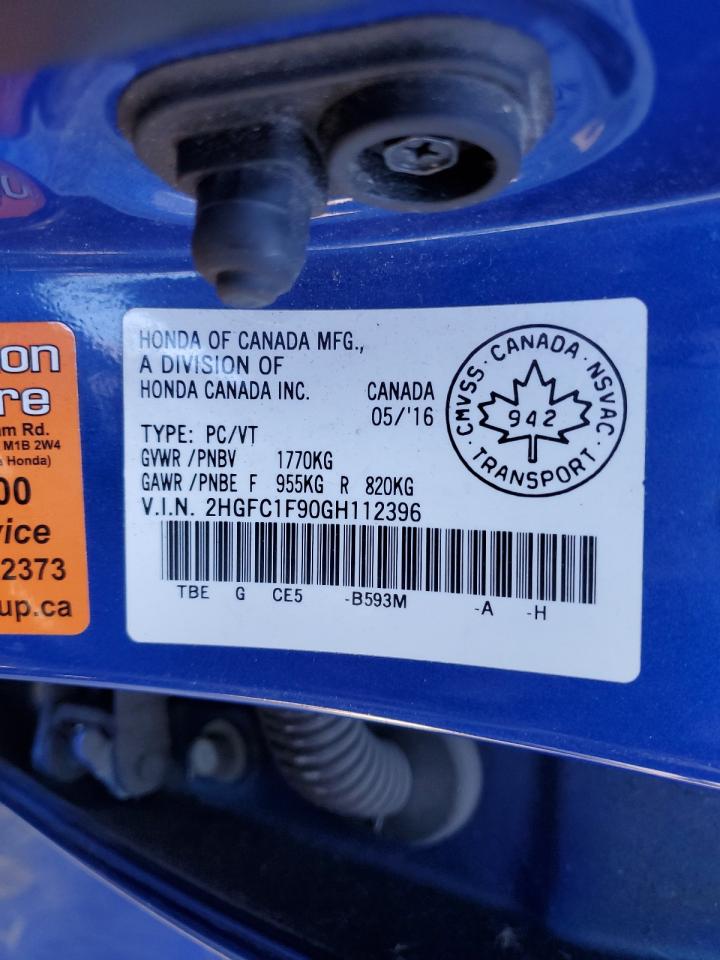 HONDA OF CANADA MFG.,
A DIVISION OF
HONDA CANADA INC.
CANADA
05/'16
TYPE: PC/VT
GVWR /PNBV 1770KG
GAWR /PNBE F 955KG R 820KG
V.I.N. 2HGFC1F90GH112396
TBE G CE5 -B593M -A -H
CMVSS · CANADA · NSVAC
942
· TRANSPORT ·
on
re
m Rd.
M1B 2W4
Honda)
00
vice
2373
up.ca